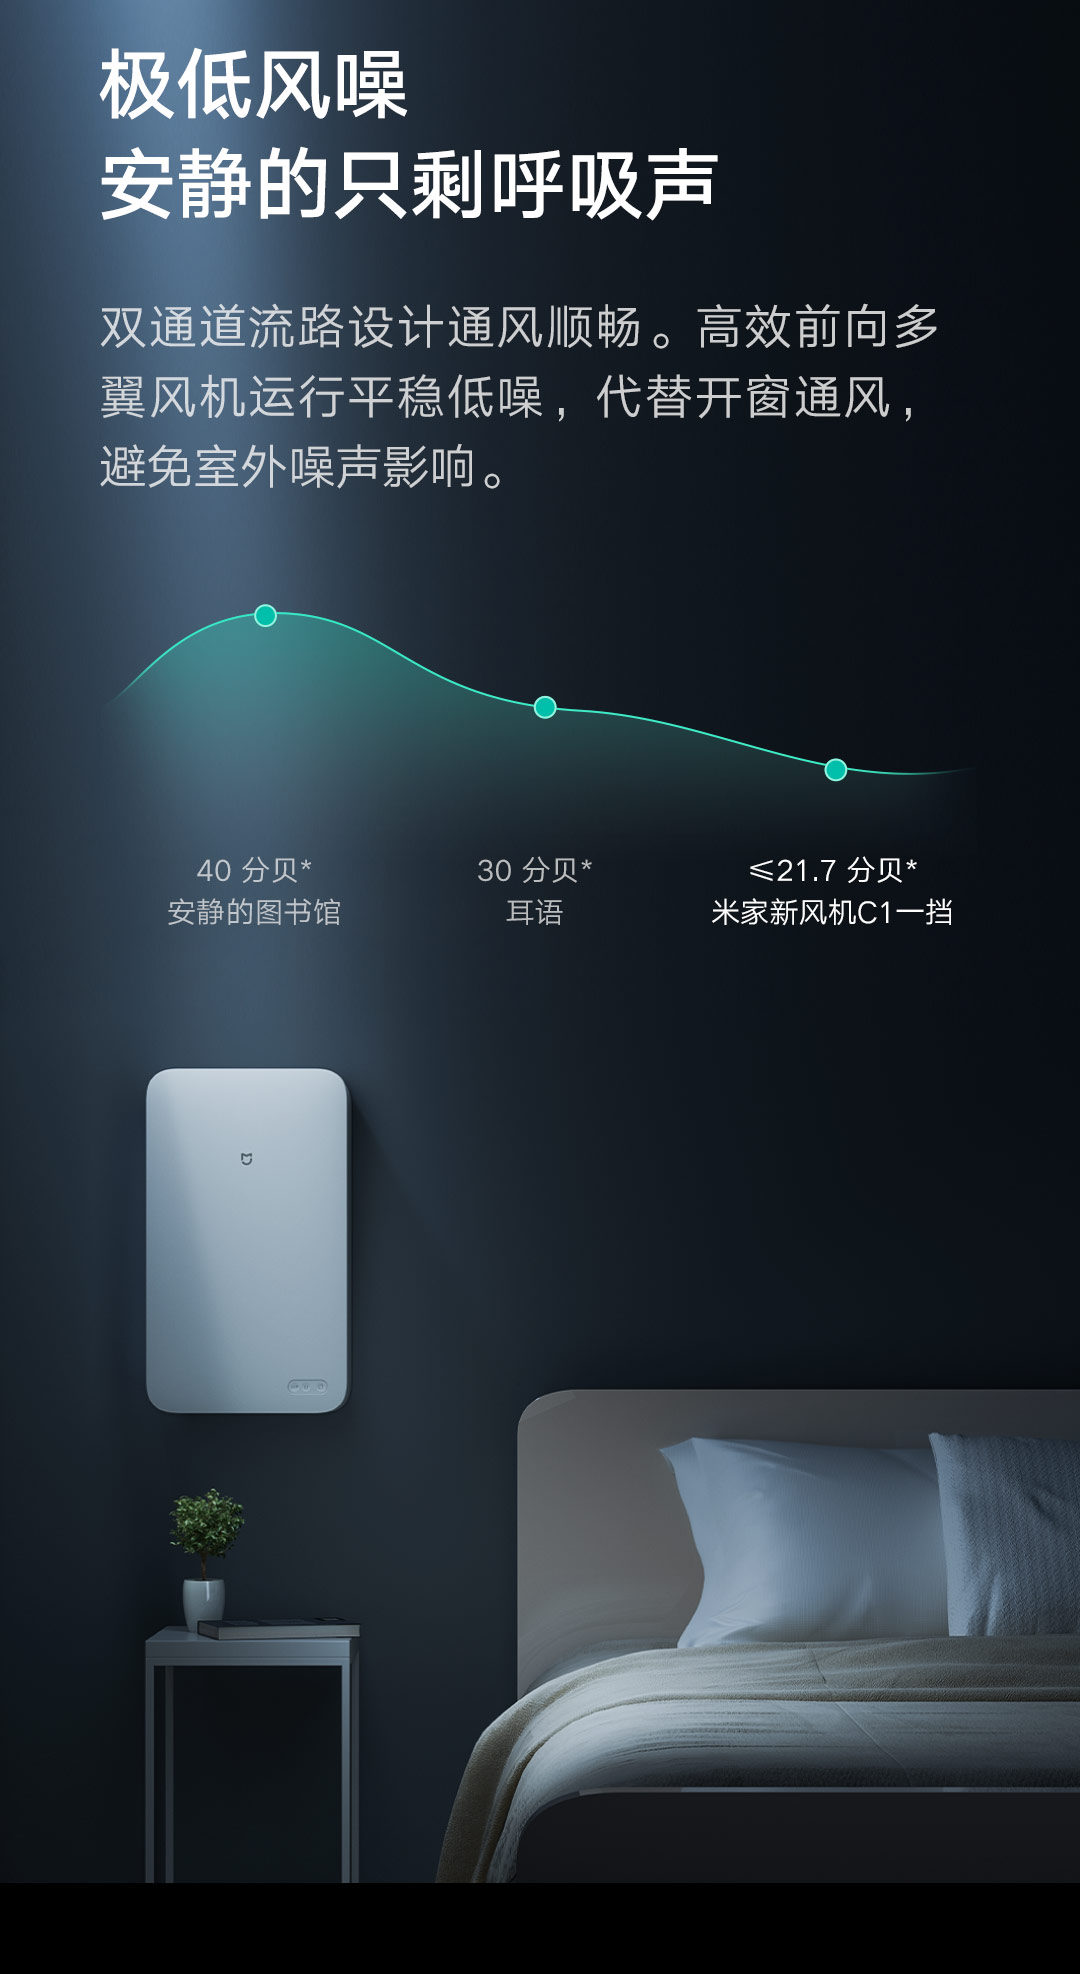 极低风噪
安静的只剩呼吸声
双通道流路设计通风顺畅。高效前向多
翼风机运行平稳低噪，代替开窗通风，
避免室外噪声影响。
40 分贝*
安静的图书馆
30 分贝*
耳语
≤21.7 分贝*
米家新风机C1一挡